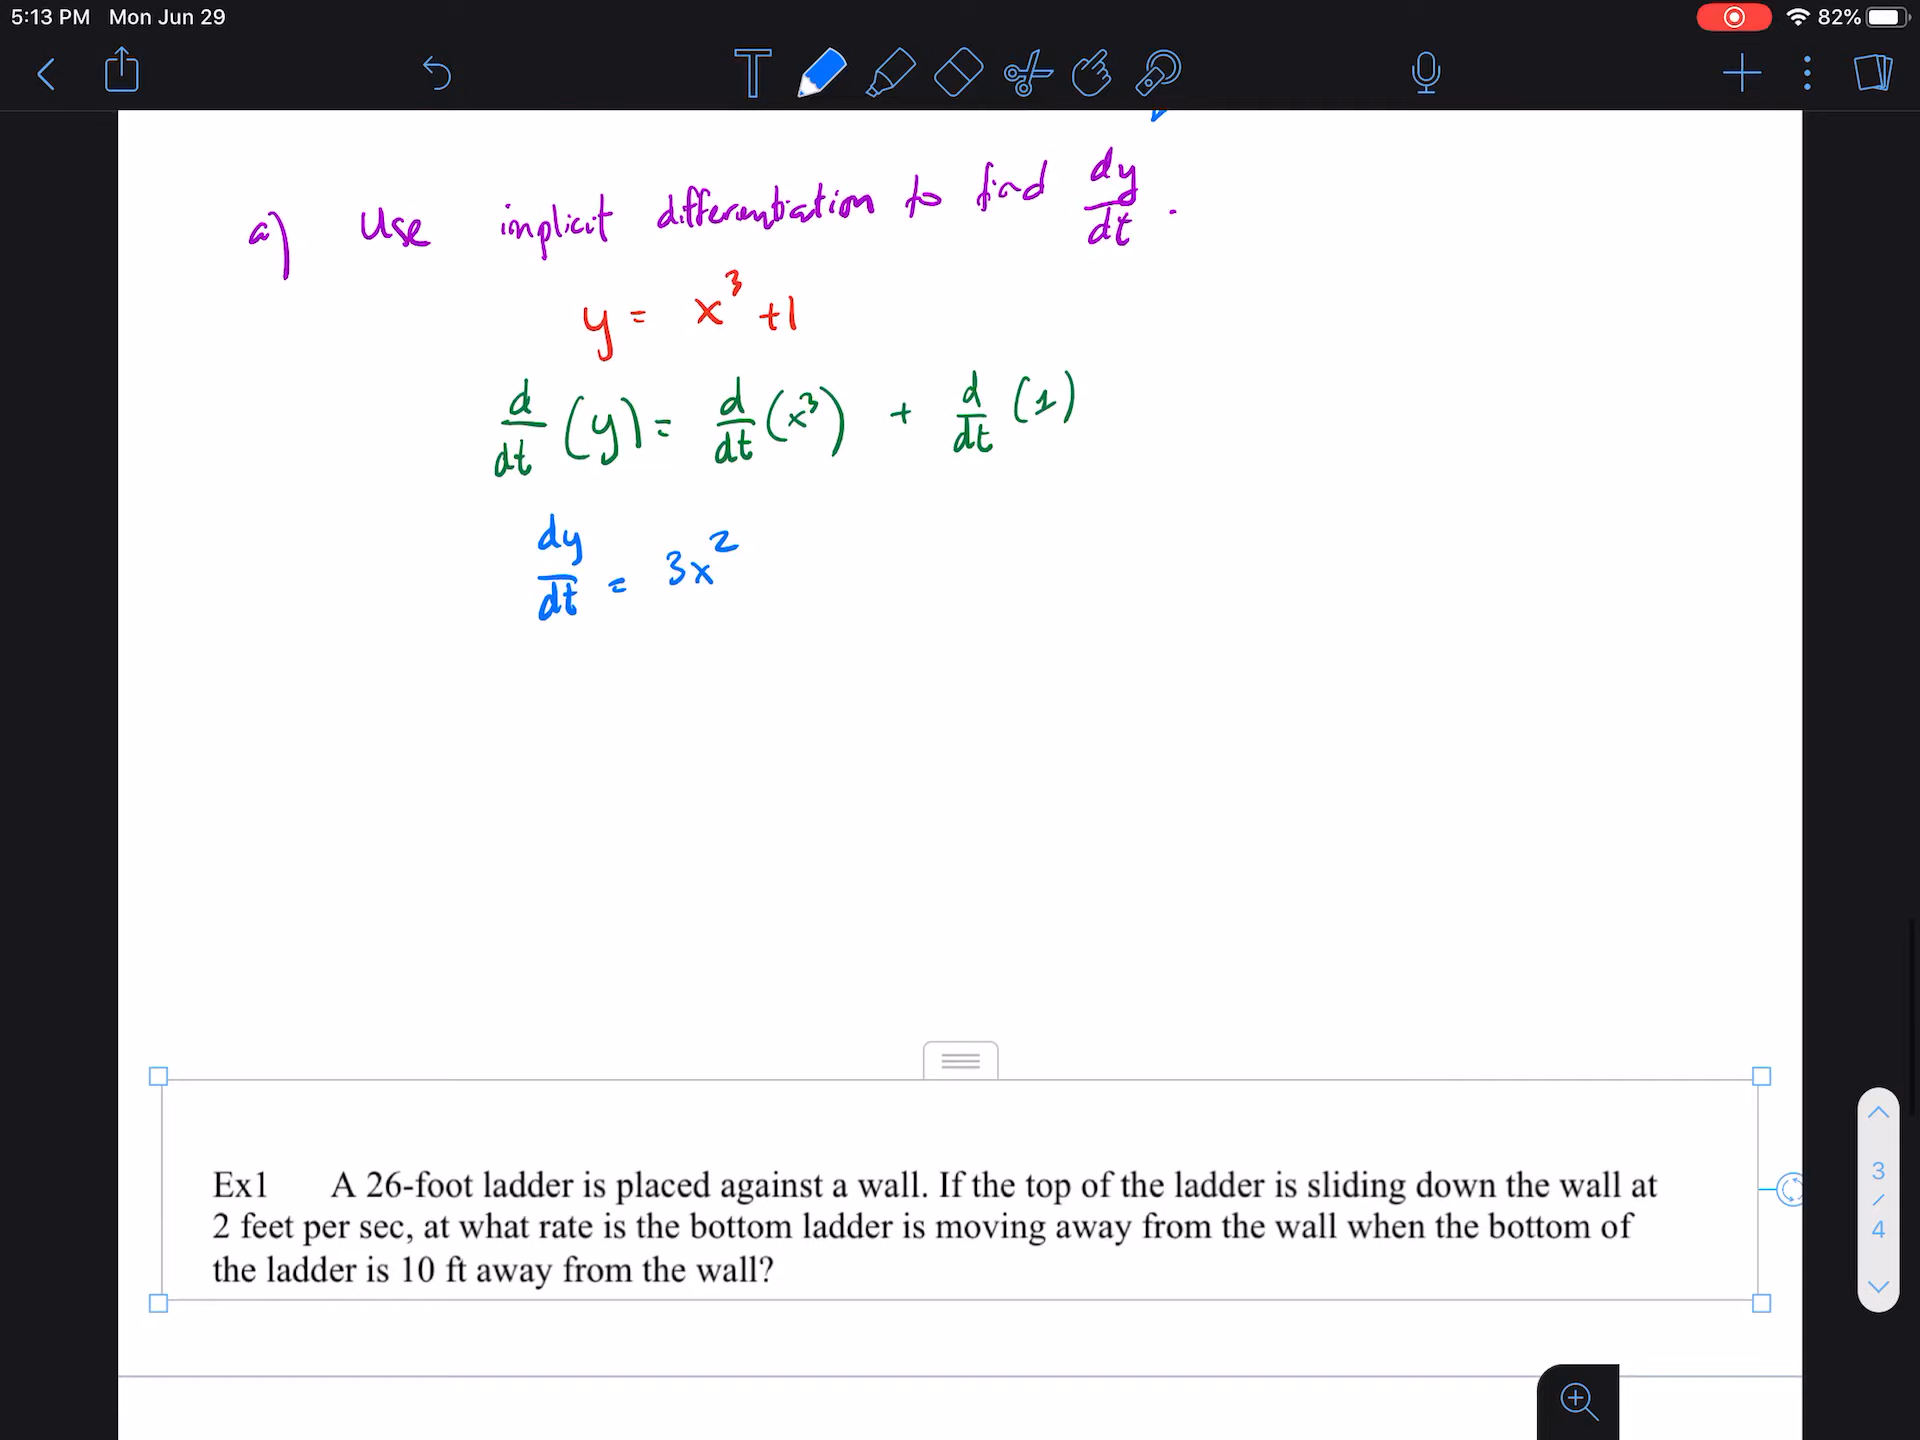 5:13 PM Mon Jun 29 82%
T
a) Use implicit differentiation to find dy/dt.
y = x³ + 1
d/dt (y) = d/dt (x³) + d/dt (1)
dy/dt = 3x²
Ex1 A 26-foot ladder is placed against a wall. If the top of the ladder is sliding down the wall at
2 feet per sec, at what rate is the bottom ladder is moving away from the wall when the bottom of
the ladder is 10 ft away from the wall?
3
/
4